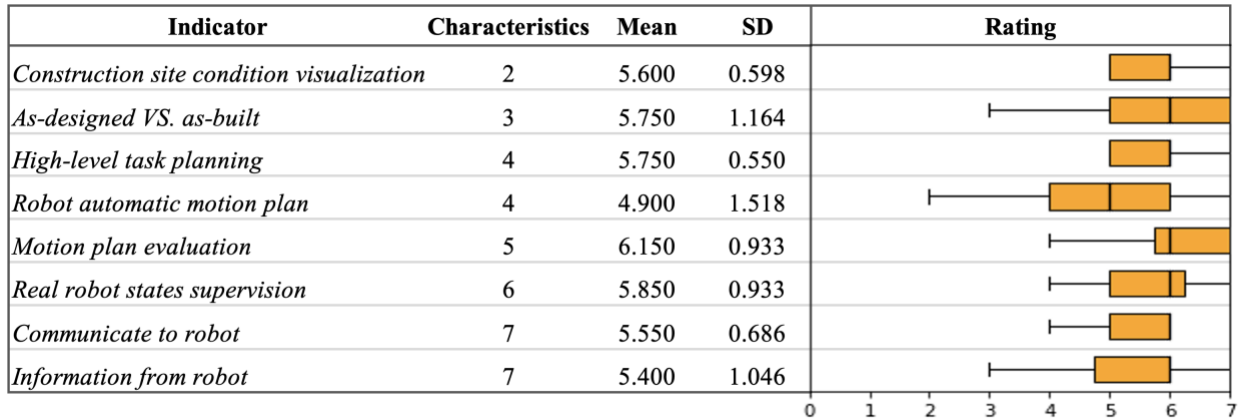 Indicator Characteristics Mean SD Rating
Construction site condition visualization 2 5.600 0.598
As-designed VS. as-built 3 5.750 1.164
High-level task planning 4 5.750 0.550
Robot automatic motion plan 4 4.900 1.518
Motion plan evaluation 5 6.150 0.933
Real robot states supervision 6 5.850 0.933
Communicate to robot 7 5.550 0.686
Information from robot 7 5.400 1.046
0 1 2 3 4 5 6 7